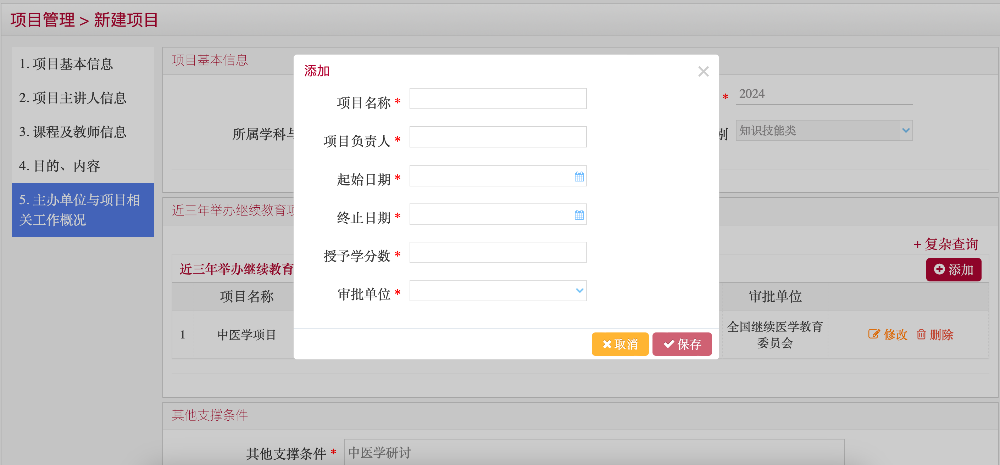 项目管理 > 新建项目
1. 项目基本信息
2. 项目主讲人信息
3. 课程及教师信息
4. 目的、内容
5. 主办单位与项目相
关工作概况
项目基本信息
* 2024
所属学科与
别 知识技能类
近三年举办继续教育项
+ 复杂查询
近三年举办继续教育
添加
项目名称
审批单位
1
中医学项目
全国继续医学教育
委员会
修改
删除
其他支撑条件
其他支撑条件 * 中医学研讨
添加
项目名称 *
项目负责人 *
起始日期 *
终止日期 *
授予学分数 *
审批单位 *
取消
保存